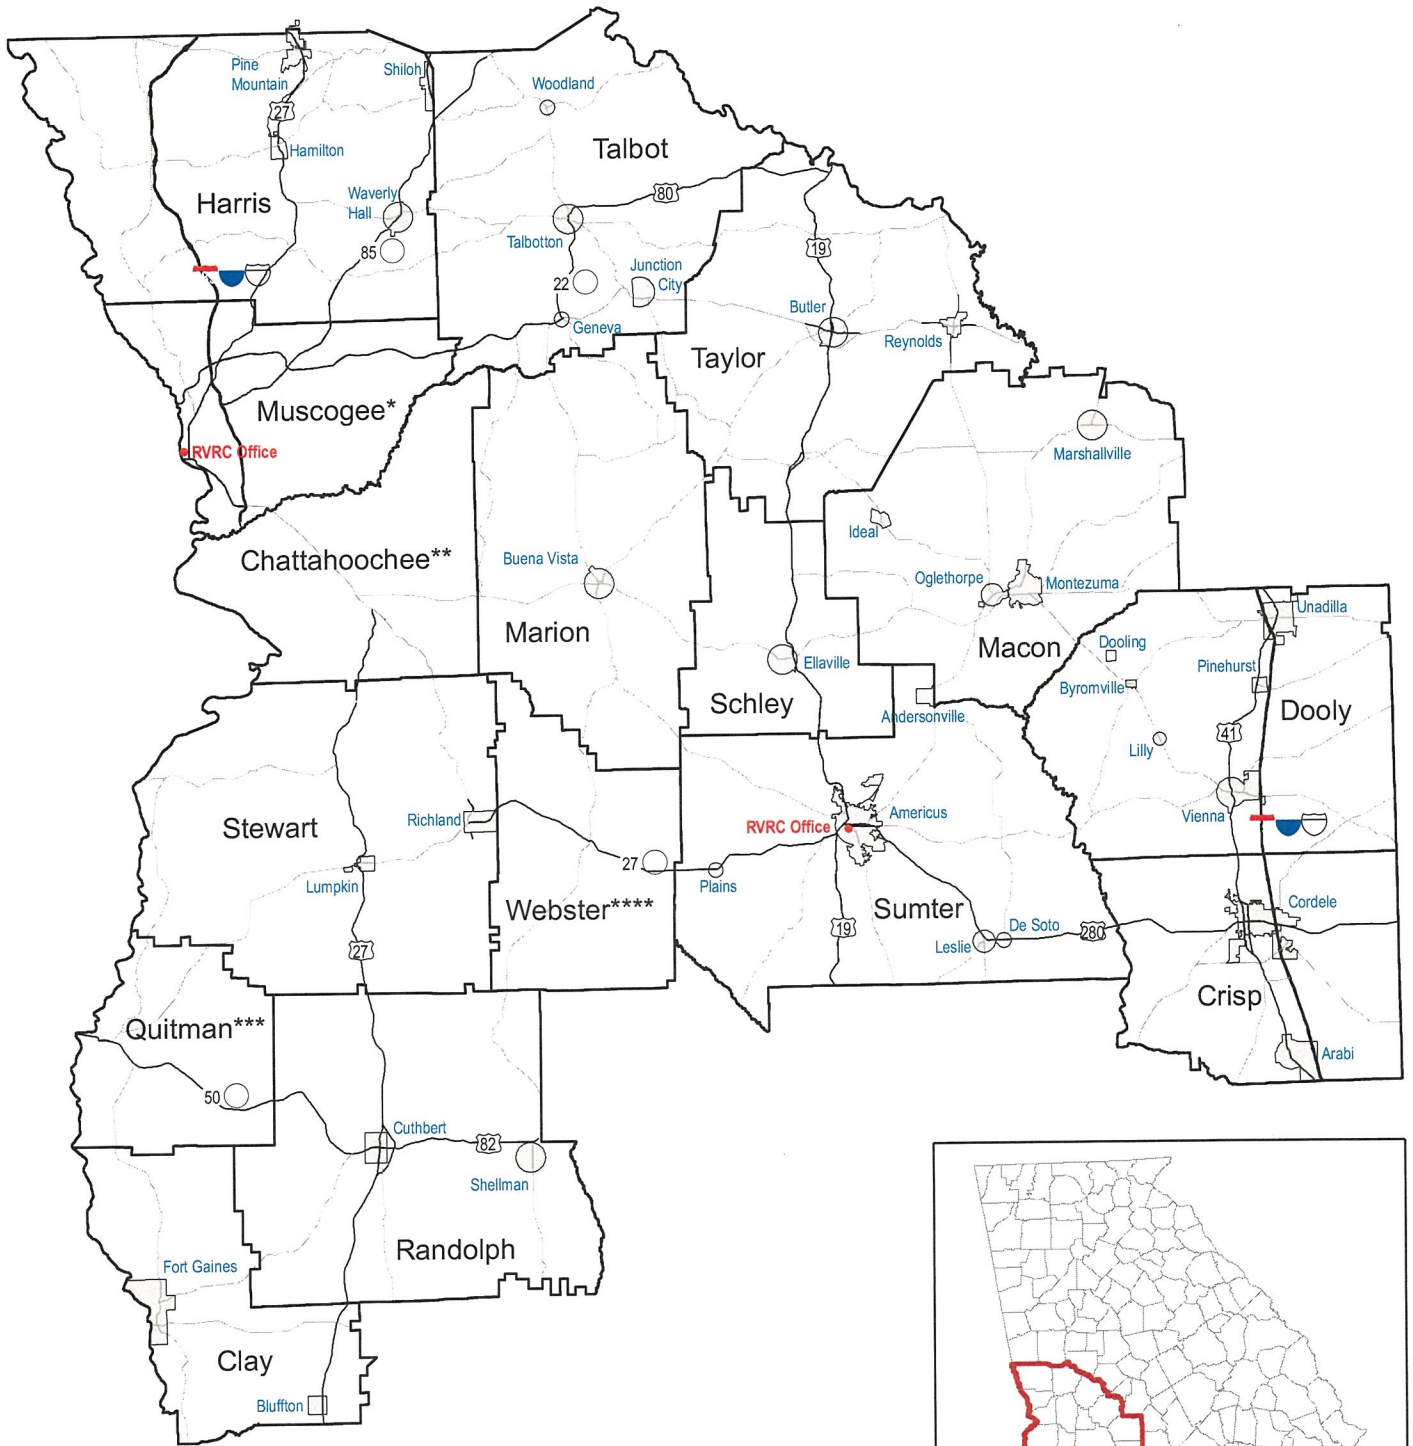 Pine
Mountain
Shiloh
Woodland
27
Talbot
Hamilton
Harris
Waverly
Hall
80
Talbotton
85
19
Junction
City
22
Geneva
Butler
Reynolds
Taylor
Muscogee*
RVRC Office
Marshallville
Ideal
Chattahoochee**
Buena Vista
Oglethorpe
Montezuma
Unadilla
Marion
Macon
Dooling
Ellaville
Pinehurst
Byromville
Schley
Andersonville
Dooly
41
Lilly
Stewart
Richland
RVRC Office
Americus
Vienna
27
Plains
Lumpkin
Webster****
Sumter
Cordele
19
De Soto
280
Leslie
27
Crisp
Quitman***
Arabi
50
Cuthbert
82
Shellman
Randolph
Fort Gaines
Clay
Bluffton